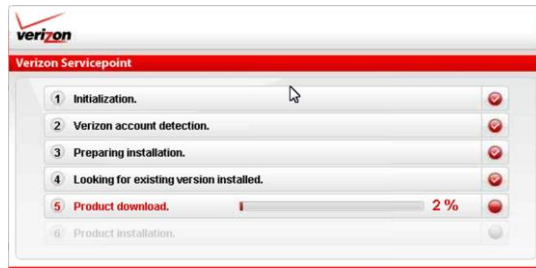 verizon
Verizon Servicepoint
1 Initialization.
2 Verizon account detection.
3 Preparing installation.
4 Looking for existing version installed.
5 Product download. 2 %
6 Product installation.